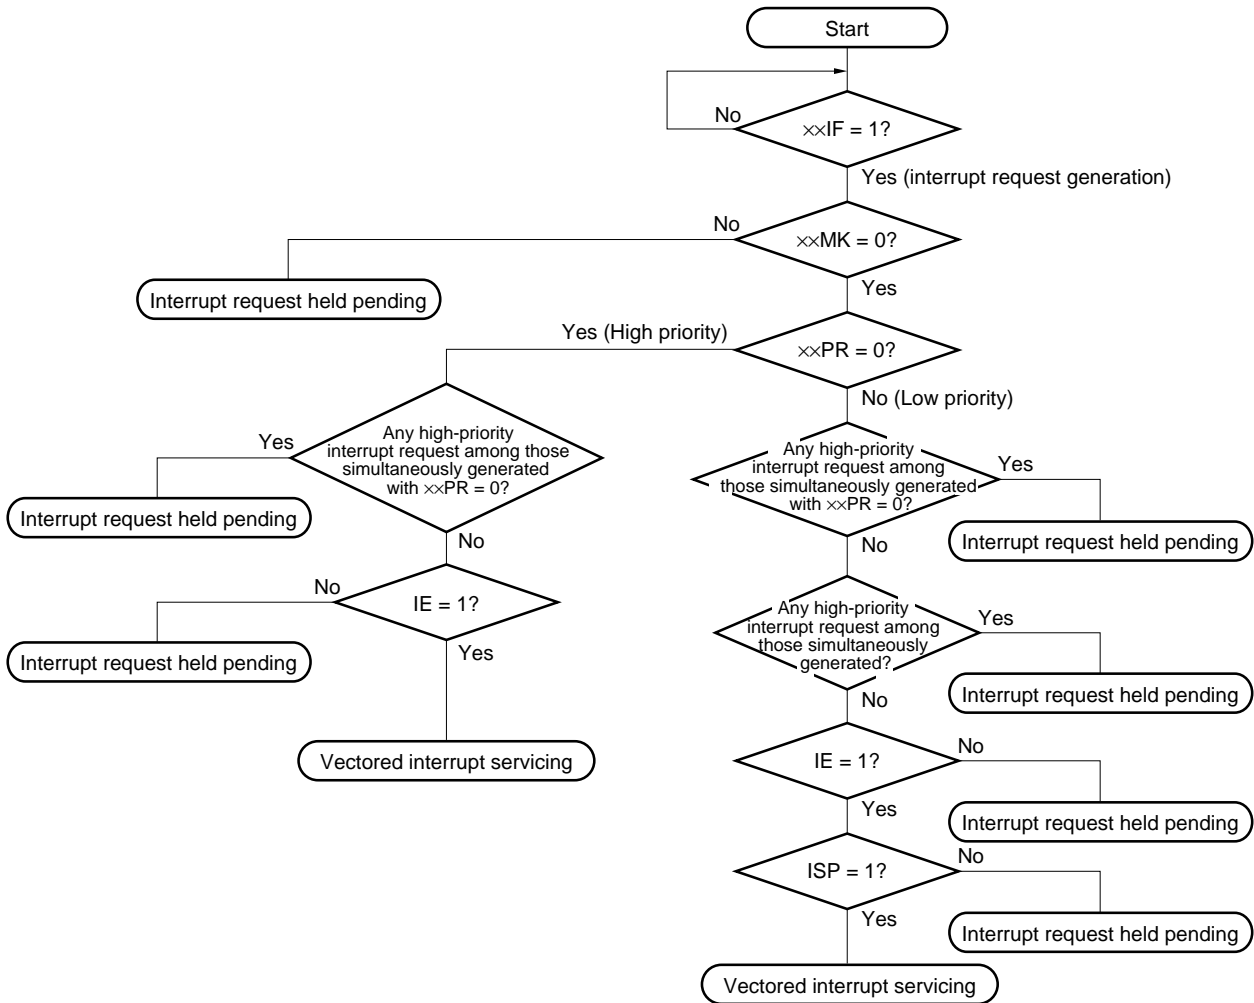 Start
No
××IF = 1?
Yes (interrupt request generation)
No
××MK = 0?
Interrupt request held pending
Yes
Yes (High priority)
××PR = 0?
No (Low priority)
Yes
Any high-priority
interrupt request among those
simultaneously generated
with ××PR = 0?
Any high-priority
interrupt request among
those simultaneously generated
with ××PR = 0?
Yes
Interrupt request held pending
Interrupt request held pending
No
No
No
IE = 1?
Any high-priority
interrupt request among
those simultaneously
generated?
Yes
Interrupt request held pending
Yes
Interrupt request held pending
No
Vectored interrupt servicing
IE = 1?
No
Yes
Interrupt request held pending
ISP = 1?
No
Yes
Interrupt request held pending
Vectored interrupt servicing